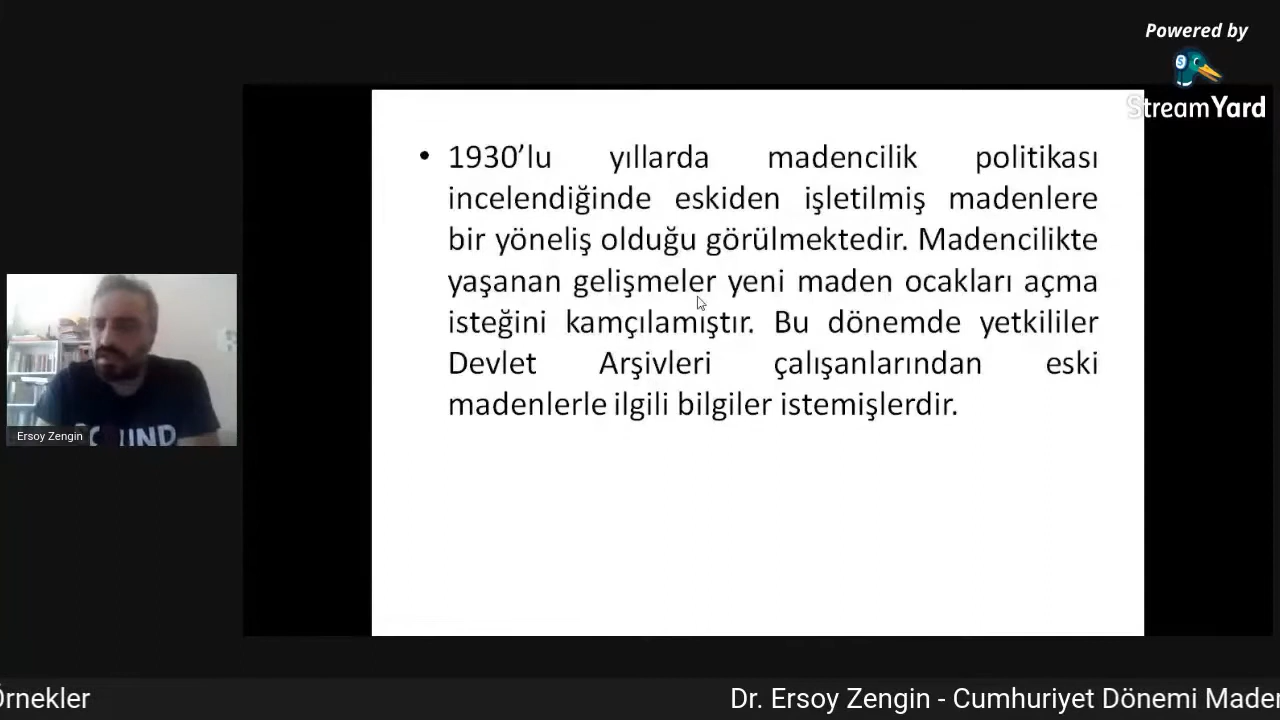 Powered by
StreamYard
• 1930’lu yıllarda madencilik politikası
incelendiğinde eskiden işletilmiş madenlere
bir yöneliş olduğu görülmektedir. Madencilikte
yaşanan gelişmeler yeni maden ocakları açma
isteğini kamçılamıştır. Bu dönemde yetkililer
Devlet Arşivleri çalışanlarından eski
madenlerle ilgili bilgiler istemişlerdir.
Ersoy Zengin
Örnekler
Dr. Ersoy Zengin - Cumhuriyet Dönemi Maden